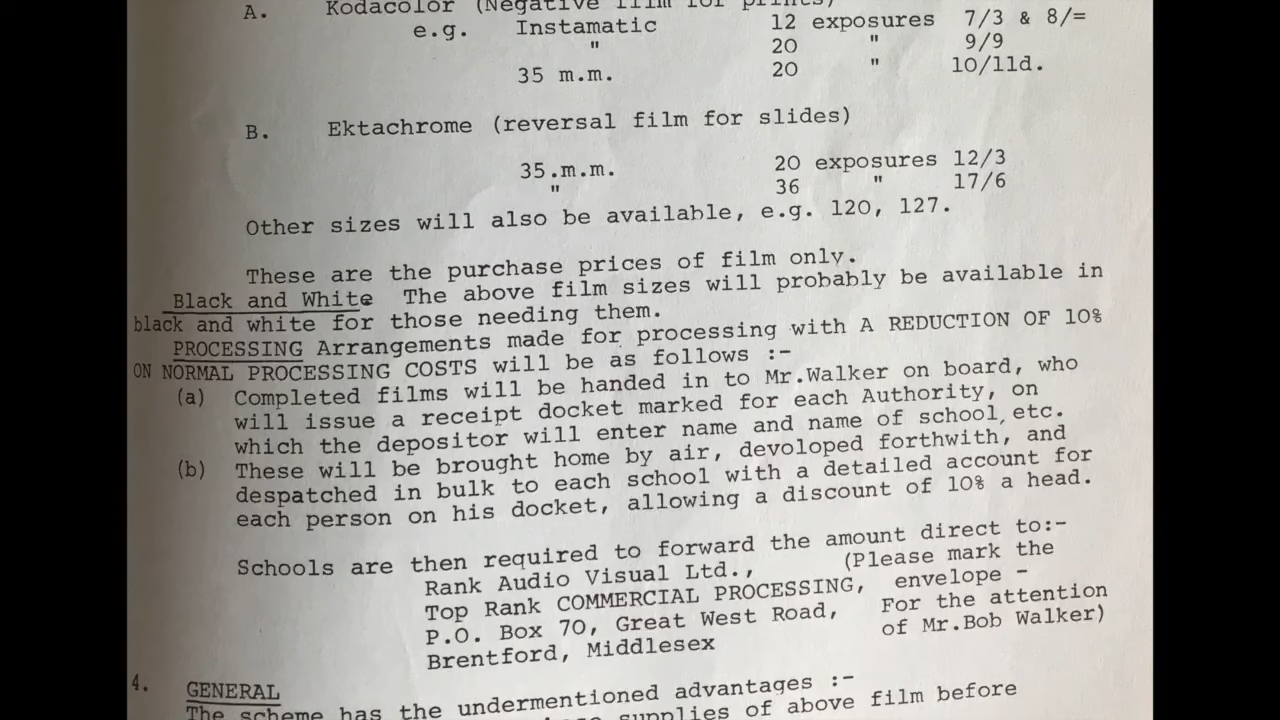 A. Kodacolor (Negative film for prints)
e.g. Instamatic 12 exposures 7/3 & 8/=
" 20 " 9/9
35 m.m. 20 " 10/11d.
B. Ektachrome (reversal film for slides)
35.m.m. 20 exposures 12/3
" 36 " 17/6
Other sizes will also be available, e.g. 120, 127.
These are the purchase prices of film only.
Black and White The above film sizes will probably be available in
black and white for those needing them.
PROCESSING Arrangements made for processing with A REDUCTION OF 10%
ON NORMAL PROCESSING COSTS will be as follows :-
(a) Completed films will be handed in to Mr.Walker on board, who
will issue a receipt docket marked for each Authority, on
which the depositor will enter name and name of school, etc.
(b) These will be brought home by air, devoloped forthwith, and
despatched in bulk to each school with a detailed account for
each person on his docket, allowing a discount of 10% a head.
Schools are then required to forward the amount direct to:-
Rank Audio Visual Ltd., (Please mark the
Top Rank COMMERCIAL PROCESSING, envelope -
P.O. Box 70, Great West Road, For the attention
Brentford, Middlesex of Mr.Bob Walker)
4. GENERAL
The scheme has the undermentioned advantages :-
supplies of above film before